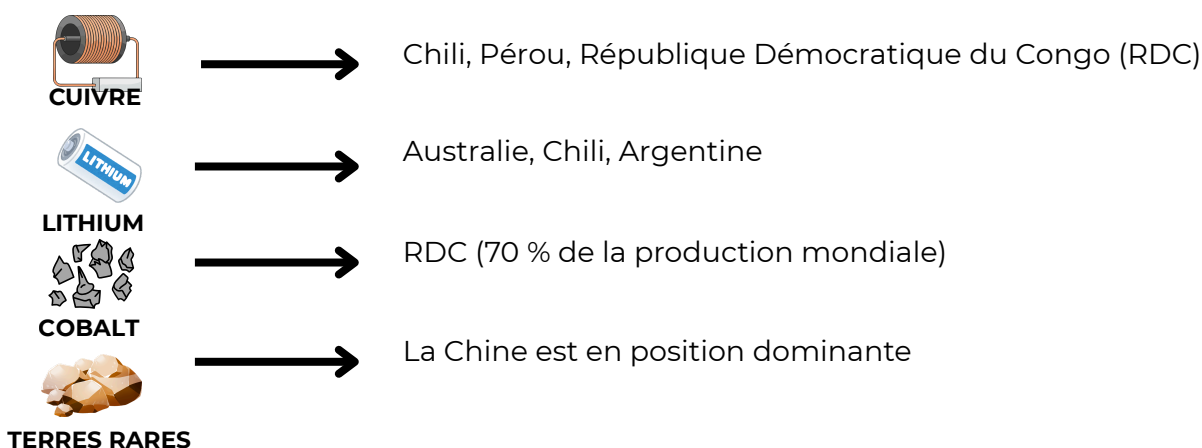 Chili, Pérou, République Démocratique du Congo (RDC)
CUIVRE
LITHIUM
Australie, Chili, Argentine
LITHIUM
RDC (70 % de la production mondiale)
COBALT
La Chine est en position dominante
TERRES RARES